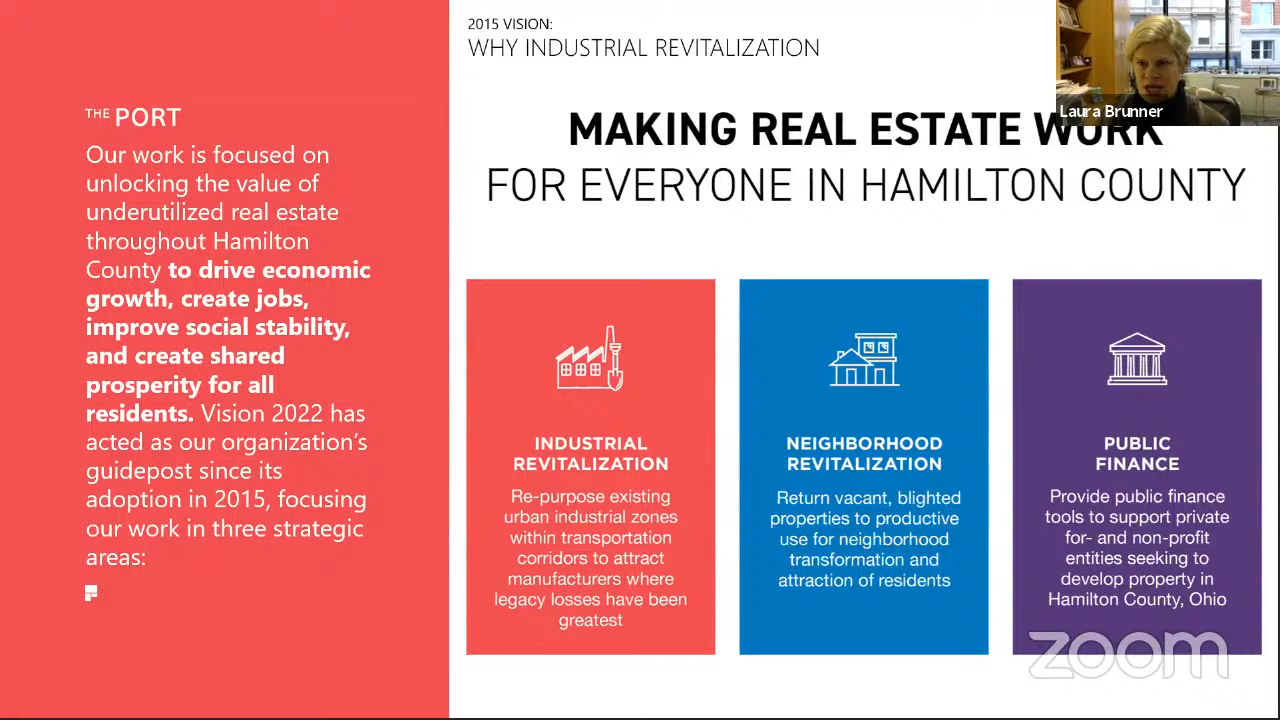 2015 VISION:
WHY INDUSTRIAL REVITALIZATION
Laura Brunner
THE PORT
Our work is focused on
unlocking the value of
underutilized real estate
throughout Hamilton
County to drive economic
growth, create jobs,
improve social stability,
and create shared
prosperity for all
residents. Vision 2022 has
acted as our organization's
guidepost since its
adoption in 2015, focusing
our work in three strategic
areas:
MAKING REAL ESTATE WORK
FOR EVERYONE IN HAMILTON COUNTY
INDUSTRIAL
REVITALIZATION
Re-purpose existing
urban industrial zones
within transportation
corridors to attract
manufacturers where
legacy losses have been
greatest
NEIGHBORHOOD
REVITALIZATION
Return vacant, blighted
properties to productive
use for neighborhood
transformation and
attraction of residents
PUBLIC
FINANCE
Provide public finance
tools to support private
for- and non-profit
entities seeking to
develop property in
Hamilton County, Ohio
zoom